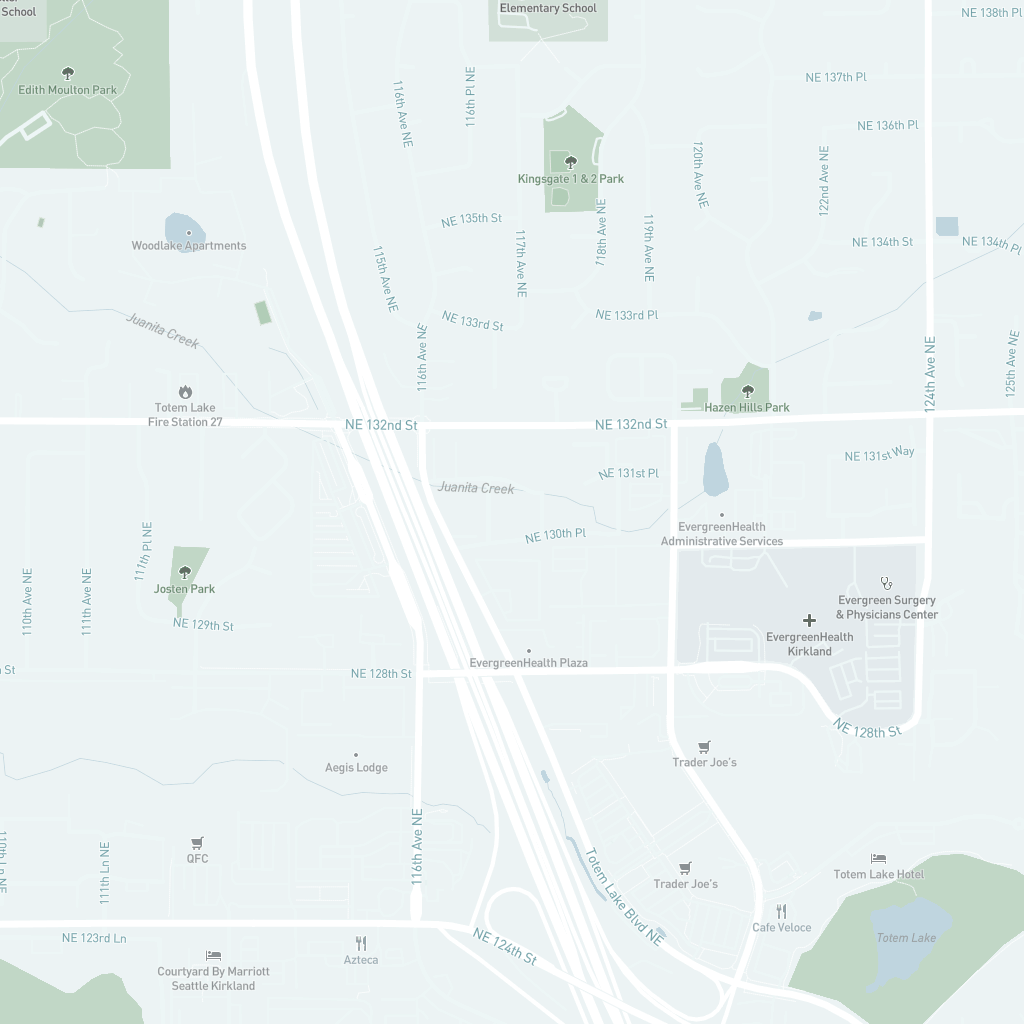 School
Elementary School
NE 138th Pl
Edith Moulton Park
116th Ave NE
116th Pl NE
NE 137th Pl
NE 136th Pl
Kingsgate 1 & 2 Park
120th Ave NE
122nd Ave NE
Woodlake Apartments
NE 135th St
117th Ave NE
118th Ave NE
119th Ave NE
NE 134th St
NE 134th Pl
115th Ave NE
Juanita Creek
NE 133rd St
NE 133rd Pl
116th Ave NE
124th Ave NE
125th Ave NE
Totem Lake
Fire Station 27
Hazen Hills Park
NE 132nd St
NE 132nd St
NE 131st Way
NE 131st Pl
Juanita Creek
EvergreenHealth
Administrative Services
NE 130th Pl
111th Pl NE
110th Ave NE
111th Ave NE
Josten Park
NE 129th St
Evergreen Surgery
& Physicians Center
EvergreenHealth
Kirkland
St
NE 128th St
EvergreenHealth Plaza
NE 128th St
Aegis Lodge
Trader Joe's
116th Ave NE
110th Ln NE
111th Ln NE
QFC
Totem Lake Blvd NE
Trader Joe's
Totem Lake Hotel
Cafe Veloce
Totem Lake
NE 123rd Ln
NE 124th St
Azteca
Courtyard By Marriott
Seattle Kirkland